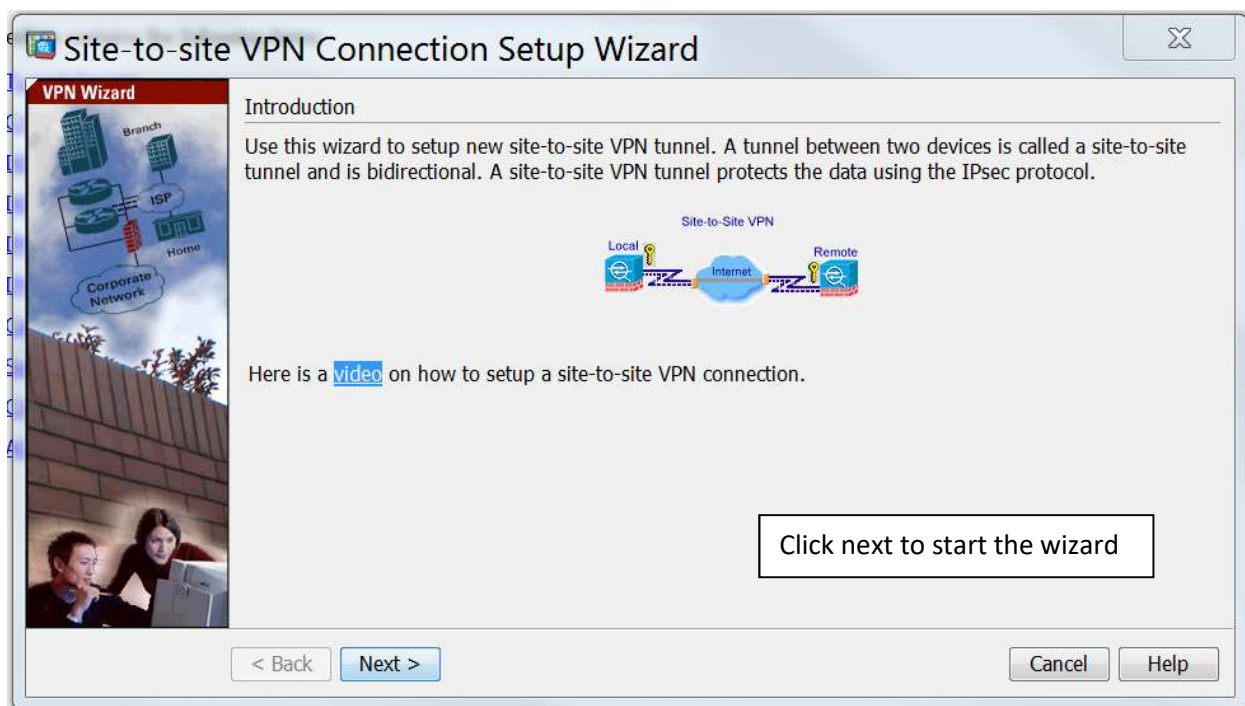 Site-to-site VPN Connection Setup Wizard
VPN Wizard
Branch
ISP
Home
Corporate
Network
Introduction
Use this wizard to setup new site-to-site VPN tunnel. A tunnel between two devices is called a site-to-site
tunnel and is bidirectional. A site-to-site VPN tunnel protects the data using the IPsec protocol.
Site-to-Site VPN
Local
Remote
Internet
Here is a video on how to setup a site-to-site VPN connection.
Click next to start the wizard
< Back
Next >
Cancel
Help